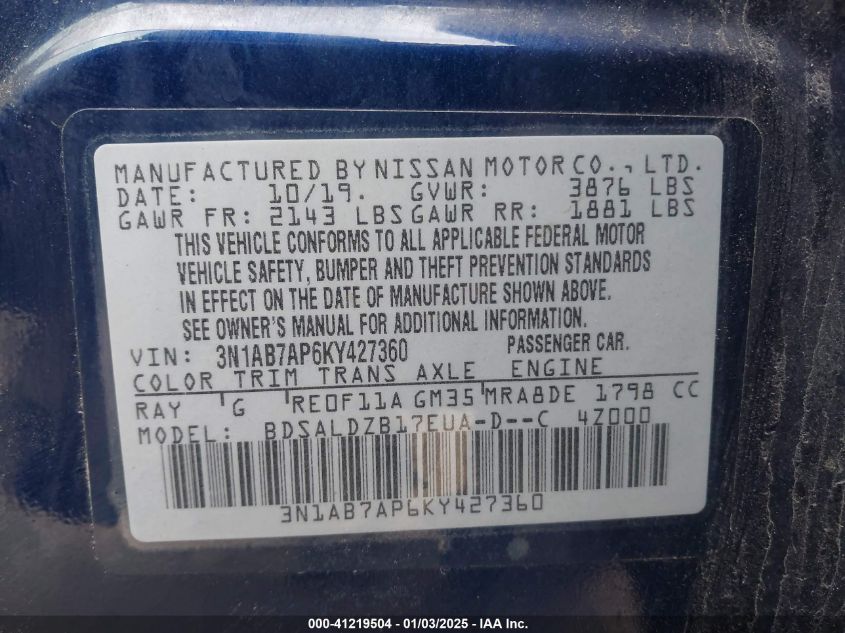 MANUFACTURED BY NISSAN MOTOR CO., LTD.
DATE: 10/19. GVWR: 3876 LBS
GAWR FR: 2143 LBS GAWR RR: 1881 LBS
THIS VEHICLE CONFORMS TO ALL APPLICABLE FEDERAL MOTOR
VEHICLE SAFETY, BUMPER AND THEFT PREVENTION STANDARDS
IN EFFECT ON THE DATE OF MANUFACTURE SHOWN ABOVE.
SEE OWNER'S MANUAL FOR ADDITIONAL INFORMATION.
VIN: 3N1AB7AP6KY427360 PASSENGER CAR.
COLOR TRIM TRANS AXLE ENGINE
RAY G RE0F11A GM35 MRA8DE 1798 CC
MODEL: BDSALDZB17EUA-D--C 4Z000
3N1AB7AP6KY427360
000-41219504 - 01/03/2025 - IAA Inc.